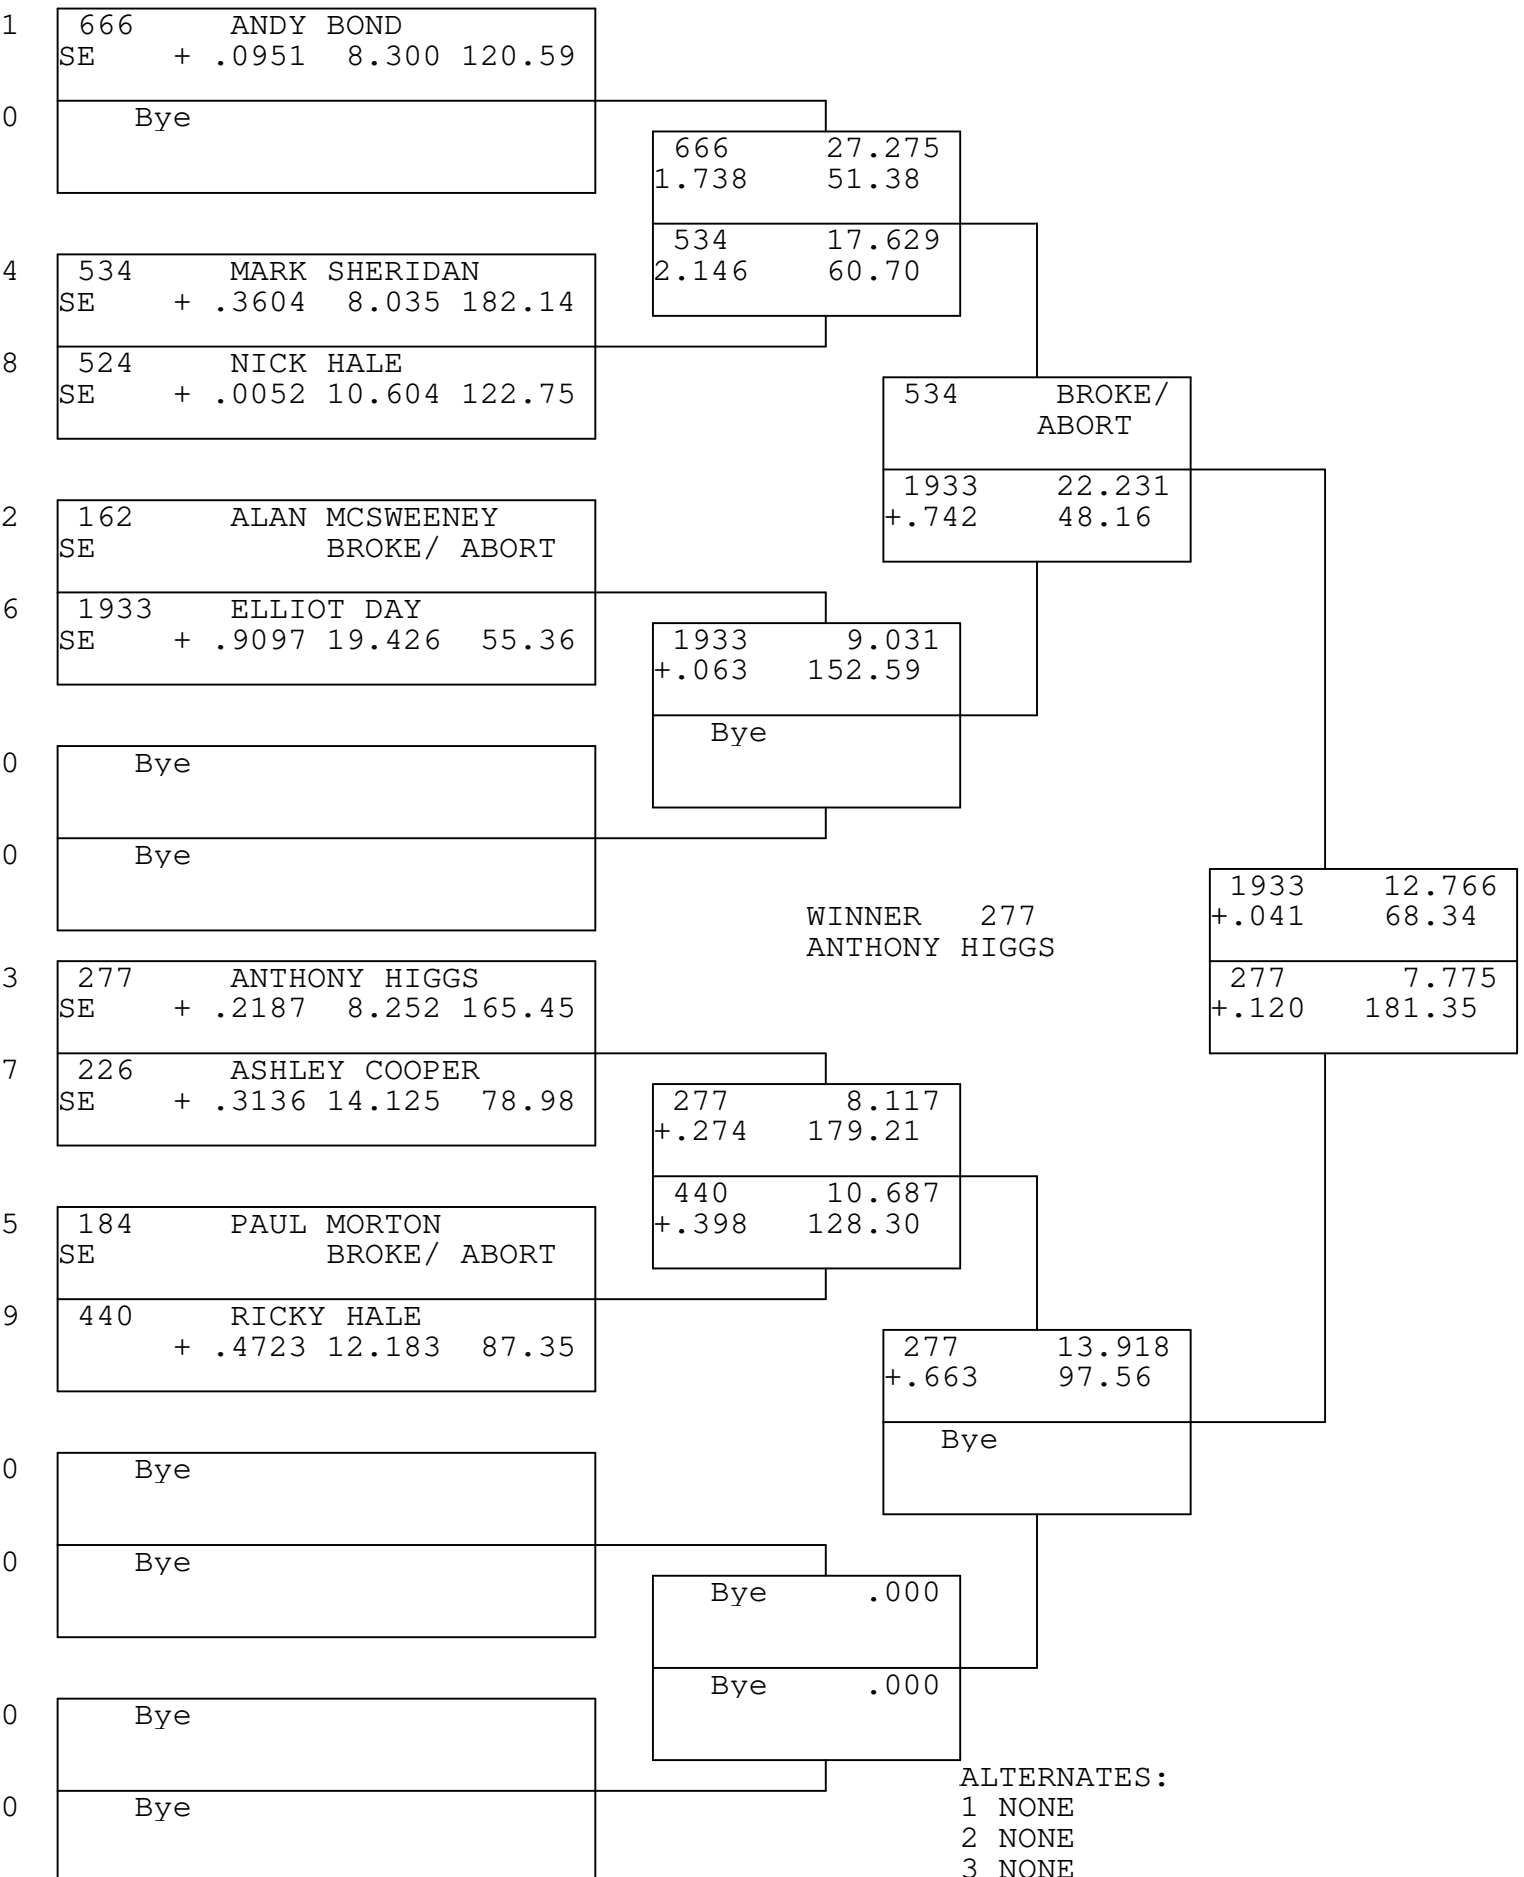 1 666 ANDY BOND
SE + .0951 8.300 120.59
0 Bye
4 534 MARK SHERIDAN
SE + .3604 8.035 182.14
8 524 NICK HALE
SE + .0052 10.604 122.75
2 162 ALAN MCSWEENEY
SE BROKE/ ABORT
6 1933 ELLIOT DAY
SE + .9097 19.426 55.36
0 Bye
0 Bye
3 277 ANTHONY HIGGS
SE + .2187 8.252 165.45
7 226 ASHLEY COOPER
SE + .3136 14.125 78.98
5 184 PAUL MORTON
SE BROKE/ ABORT
9 440 RICKY HALE
+ .4723 12.183 87.35
0 Bye
0 Bye
0 Bye
0 Bye
666 27.275
1.738 51.38
534 17.629
2.146 60.70
1933 9.031
+.063 152.59
Bye
277 8.117
+.274 179.21
440 10.687
+.398 128.30
Bye .000
Bye .000
534 BROKE/
ABORT
1933 22.231
+.742 48.16
277 13.918
+.663 97.56
Bye
1933 12.766
+.041 68.34
277 7.775
+.120 181.35
WINNER 277
ANTHONY HIGGS
ALTERNATES:
1 NONE
2 NONE
3 NONE